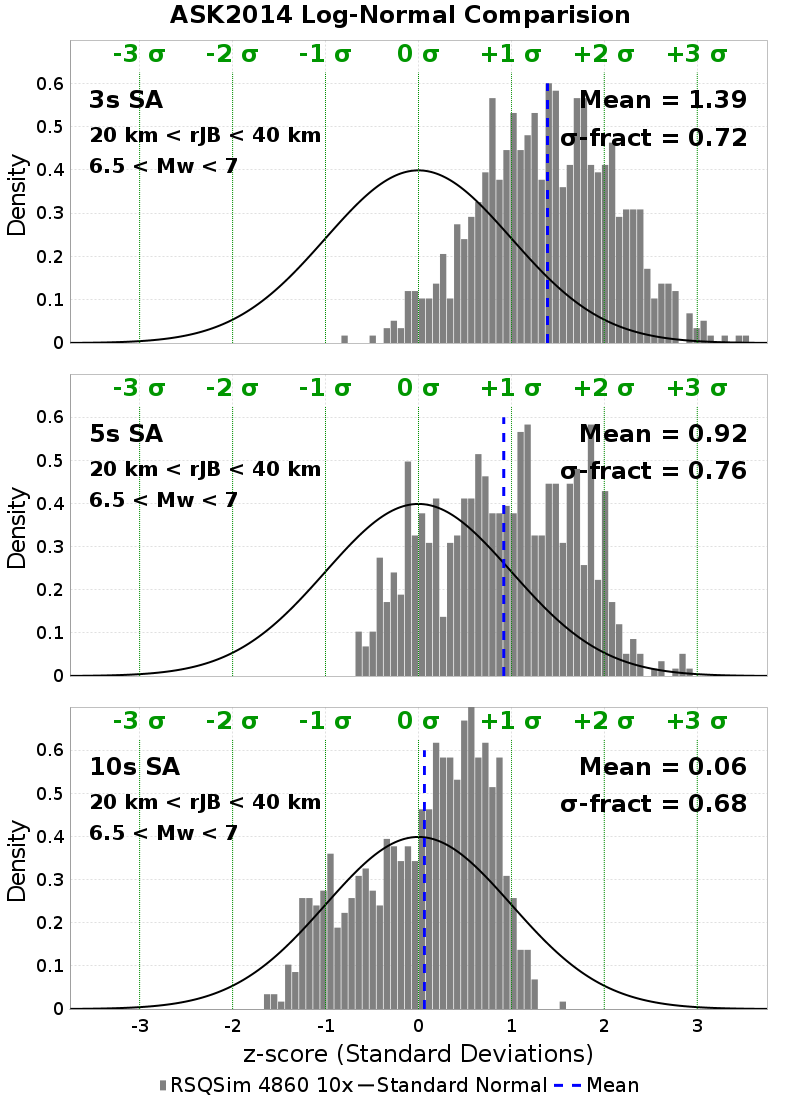 ASK2014 Log-Normal Comparision
-3 σ -2 σ -1 σ 0 σ +1 σ +2 σ +3 σ
0.6
3s SA
Mean = 1.39
0.5
20 km < rJB < 40 km
σ-fract = 0.72
6.5 < Mw < 7
0.4
Density
0.3
0.2
0.1
0
-3 σ -2 σ -1 σ 0 σ +1 σ +2 σ +3 σ
0.6
5s SA
Mean = 0.92
0.5
20 km < rJB < 40 km
σ-fract = 0.76
6.5 < Mw < 7
0.4
Density
0.3
0.2
0.1
0
-3 σ -2 σ -1 σ 0 σ +1 σ +2 σ +3 σ
0.6
10s SA
Mean = 0.06
0.5
20 km < rJB < 40 km
σ-fract = 0.68
6.5 < Mw < 7
0.4
Density
0.3
0.2
0.1
0
-3 -2 -1 0 1 2 3
z-score (Standard Deviations)
RSQSim 4860 10x Standard Normal Mean